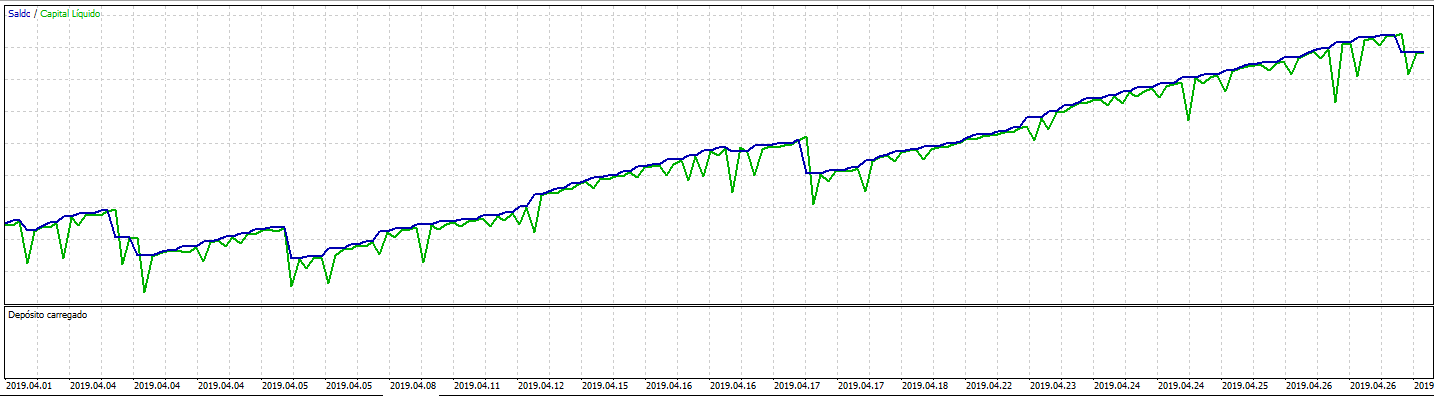 Saldc / Capital Líquido
Depósito carregado
2019.04.01 2019.04.04 2019.04.04 2019.04.04 2019.04.05 2019.04.05 2019.04.08 2019.04.11 2019.04.12 2019.04.15 2019.04.16 2019.04.16 2019.04.17 2019.04.17 2019.04.18 2019.04.22 2019.04.23 2019.04.24 2019.04.24 2019.04.25 2019.04.26 2019.04.26 2019